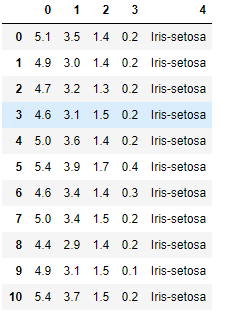 0 1 2 3 4
0 5.1 3.5 1.4 0.2 Iris-setosa
1 4.9 3.0 1.4 0.2 Iris-setosa
2 4.7 3.2 1.3 0.2 Iris-setosa
3 4.6 3.1 1.5 0.2 Iris-setosa
4 5.0 3.6 1.4 0.2 Iris-setosa
5 5.4 3.9 1.7 0.4 Iris-setosa
6 4.6 3.4 1.4 0.3 Iris-setosa
7 5.0 3.4 1.5 0.2 Iris-setosa
8 4.4 2.9 1.4 0.2 Iris-setosa
9 4.9 3.1 1.5 0.1 Iris-setosa
10 5.4 3.7 1.5 0.2 Iris-setosa